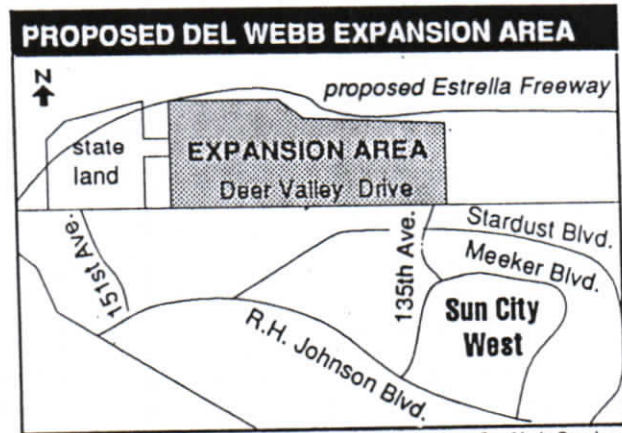 PROPOSED DEL WEBB EXPANSION AREA
N
proposed Estrella Freeway
state
land
EXPANSION AREA
Deer Valley Drive
151st Ave.
135th Ave.
Stardust Blvd.
Meeker Blvd.
Sun City
West
R.H. Johnson Blvd.